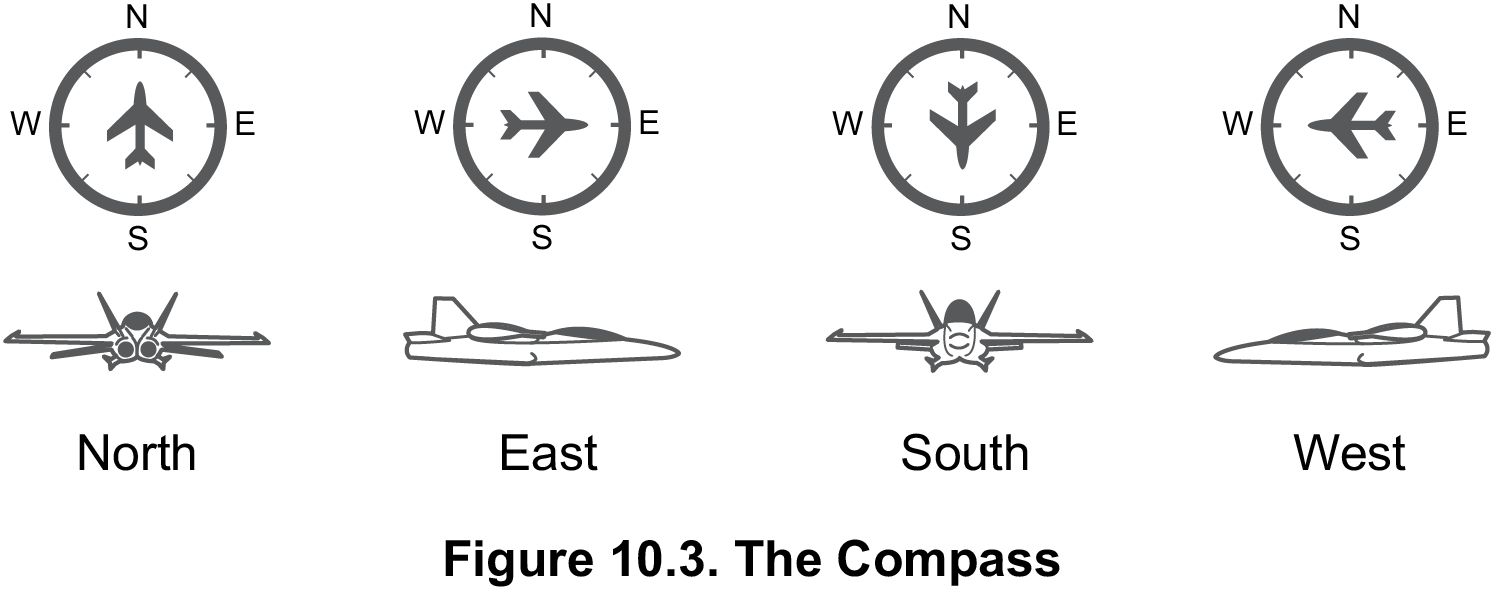 N N N N
W E W E W E W E
S S S S
North East South West
Figure 10.3. The Compass